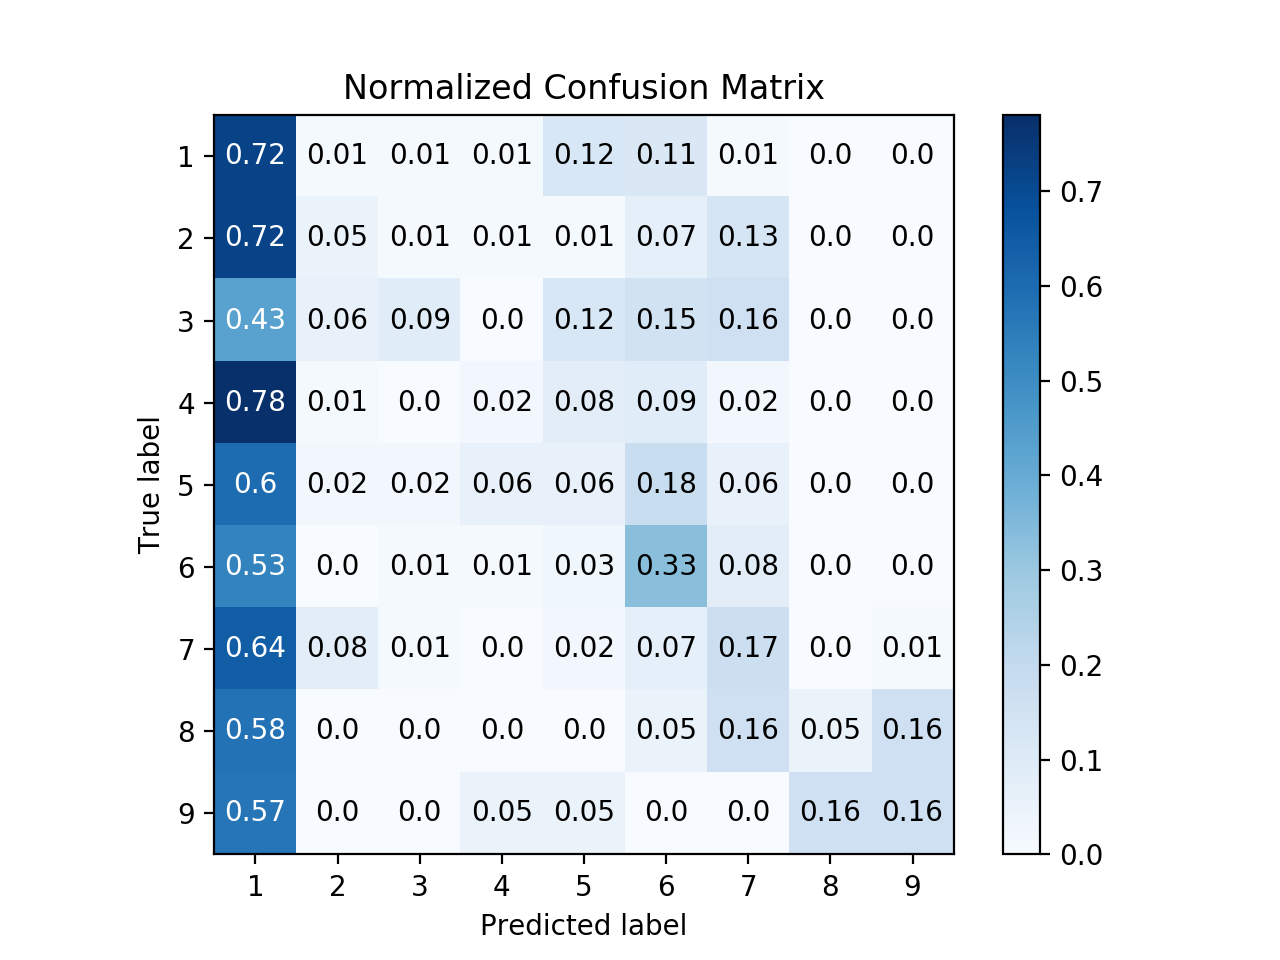 Normalized Confusion Matrix
1 0.72 0.01 0.01 0.01 0.12 0.11 0.01 0.0 0.0
2 0.72 0.05 0.01 0.01 0.01 0.07 0.13 0.0 0.0
3 0.43 0.06 0.09 0.0 0.12 0.15 0.16 0.0 0.0
4 0.78 0.01 0.0 0.02 0.08 0.09 0.02 0.0 0.0
5 0.6 0.02 0.02 0.06 0.06 0.18 0.06 0.0 0.0
6 0.53 0.0 0.01 0.01 0.03 0.33 0.08 0.0 0.0
7 0.64 0.08 0.01 0.0 0.02 0.07 0.17 0.0 0.01
8 0.58 0.0 0.0 0.0 0.0 0.05 0.16 0.05 0.16
9 0.57 0.0 0.0 0.05 0.05 0.0 0.0 0.16 0.16
1 2 3 4 5 6 7 8 9
Predicted label
True label
0.7
0.6
0.5
0.4
0.3
0.2
0.1
0.0